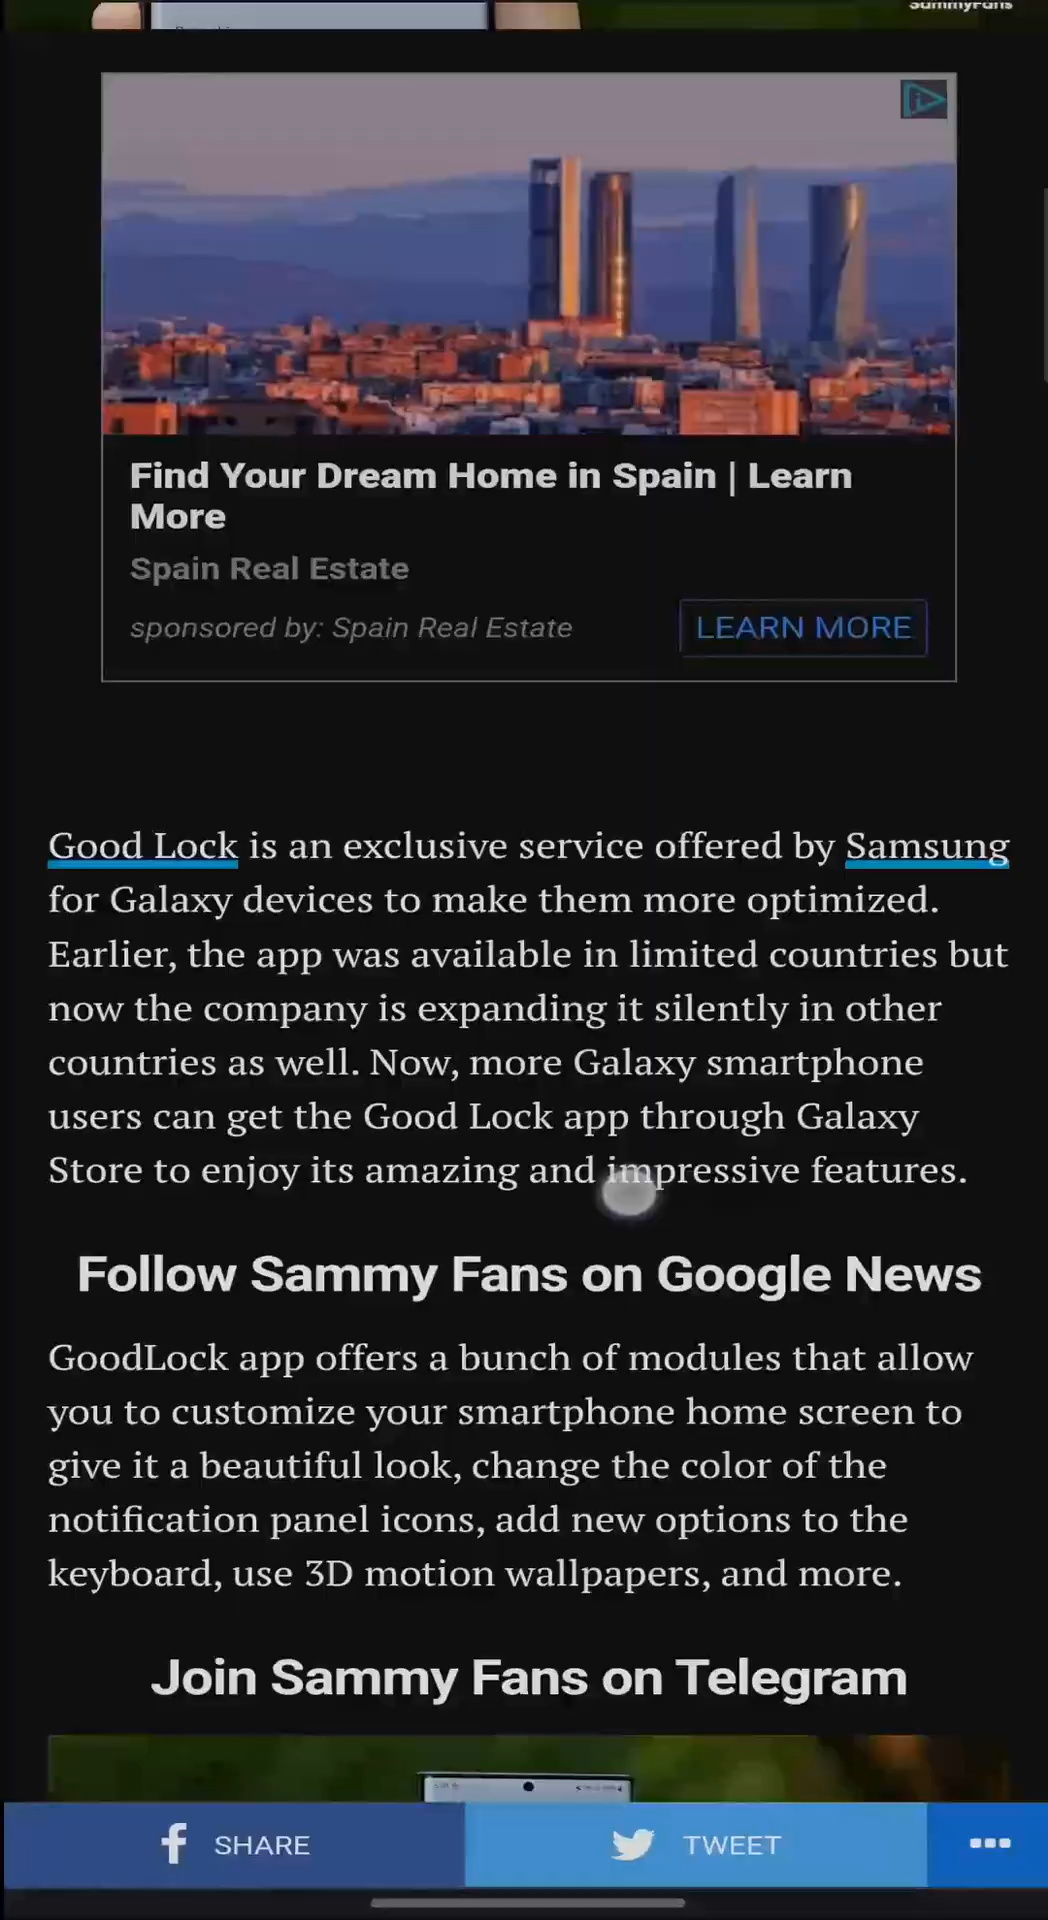 SammyFans
Find Your Dream Home in Spain | Learn
More
Spain Real Estate
sponsored by: Spain Real Estate
LEARN MORE
Good Lock is an exclusive service offered by Samsung
for Galaxy devices to make them more optimized.
Earlier, the app was available in limited countries but
now the company is expanding it silently in other
countries as well. Now, more Galaxy smartphone
users can get the Good Lock app through Galaxy
Store to enjoy its amazing and impressive features.
Follow Sammy Fans on Google News
GoodLock app offers a bunch of modules that allow
you to customize your smartphone home screen to
give it a beautiful look, change the color of the
notification panel icons, add new options to the
keyboard, use 3D motion wallpapers, and more.
Join Sammy Fans on Telegram
SHARE
TWEET